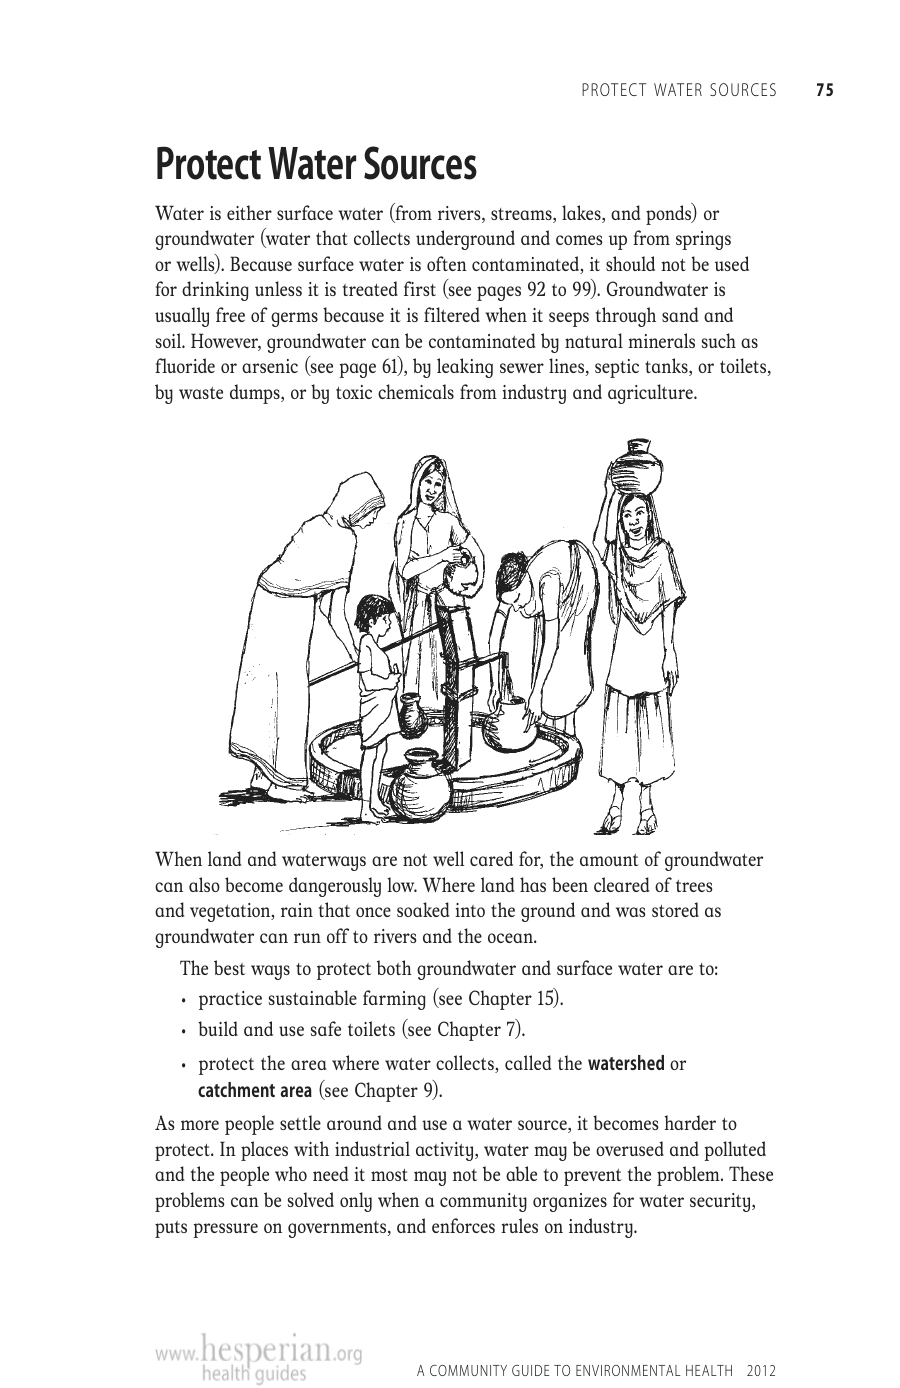 PROTECT WATER SOURCES 75
Protect Water Sources
Water is either surface water (from rivers, streams, lakes, and ponds) or
groundwater (water that collects underground and comes up from springs
or wells). Because surface water is often contaminated, it should not be used
for drinking unless it is treated first (see pages 92 to 99). Groundwater is
usually free of germs because it is filtered when it seeps through sand and
soil. However, groundwater can be contaminated by natural minerals such as
fluoride or arsenic (see page 61), by leaking sewer lines, septic tanks, or toilets,
by waste dumps, or by toxic chemicals from industry and agriculture.
When land and waterways are not well cared for, the amount of groundwater
can also become dangerously low. Where land has been cleared of trees
and vegetation, rain that once soaked into the ground and was stored as
groundwater can run off to rivers and the ocean.
The best ways to protect both groundwater and surface water are to:
• practice sustainable farming (see Chapter 15).
• build and use safe toilets (see Chapter 7).
• protect the area where water collects, called the watershed or
catchment area (see Chapter 9).
As more people settle around and use a water source, it becomes harder to
protect. In places with industrial activity, water may be overused and polluted
and the people who need it most may not be able to prevent the problem. These
problems can be solved only when a community organizes for water security,
puts pressure on governments, and enforces rules on industry.
www.hesperian.org
health guides
A COMMUNITY GUIDE TO ENVIRONMENTAL HEALTH 2012